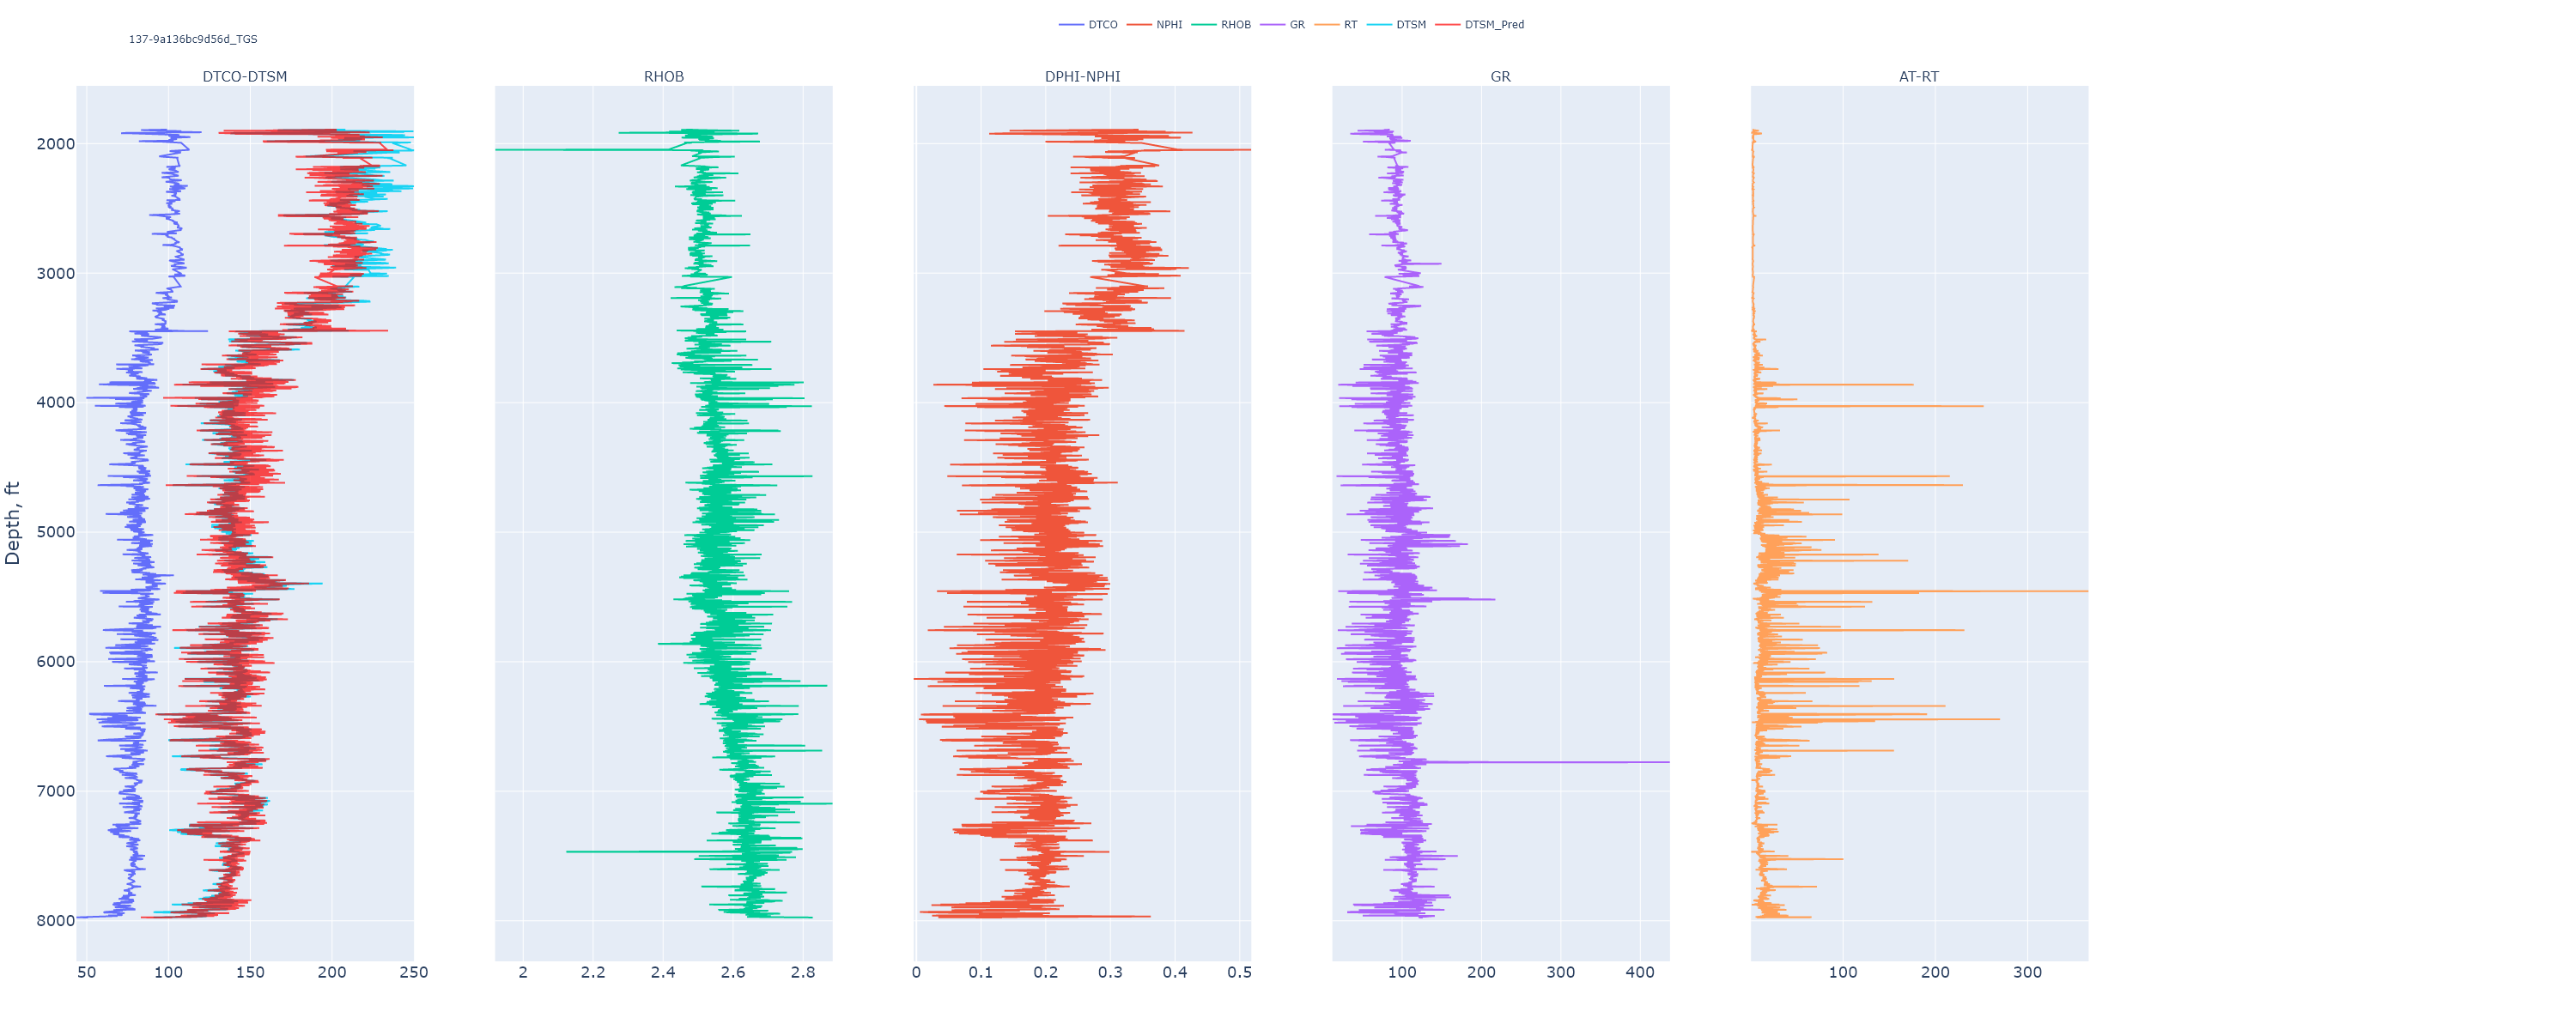 DTCO NPHI RHOB GR RT DTSM DTSM_Pred
137-9a136bc9d56d_TGS
DTCO-DTSM RHOB DPHI-NPHI GR AT-RT
Depth, ft
2000
3000
4000
5000
6000
7000
8000
50 100 150 200 250 2 2.2 2.4 2.6 2.8 0 0.1 0.2 0.3 0.4 0.5 100 200 300 400 100 200 300